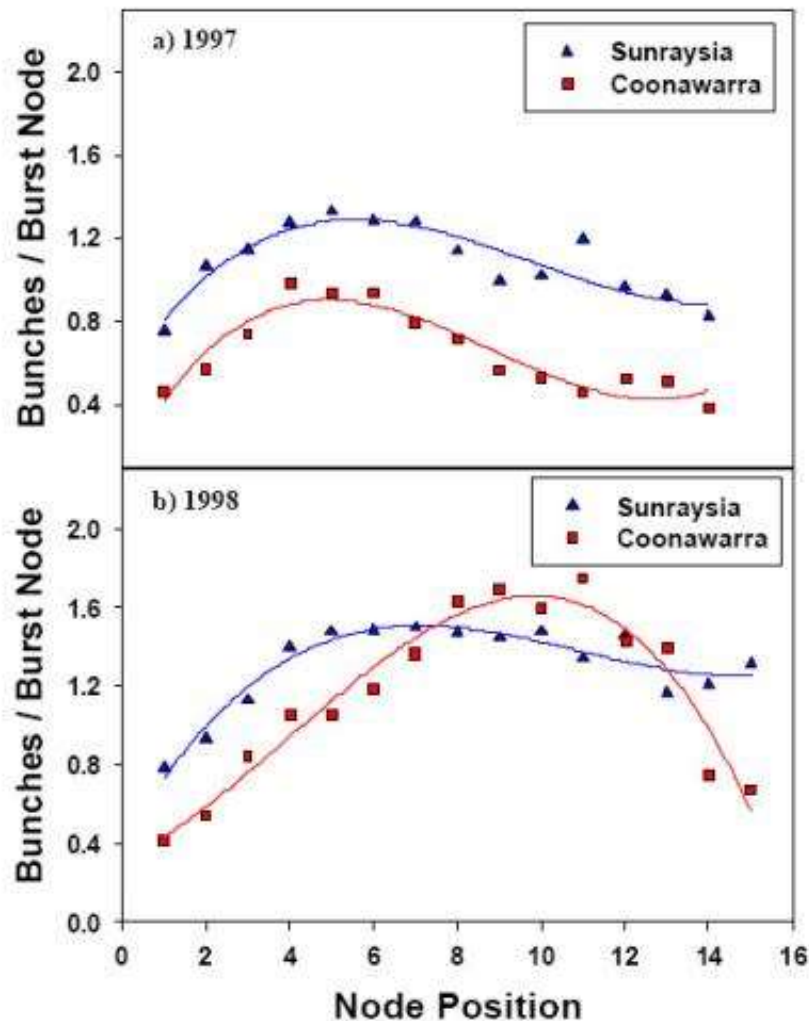 a) 1997
Sunraysia
Coonawarra
Bunches / Burst Node
2.0
1.6
1.2
0.8
0.4
b) 1998
Sunraysia
Coonawarra
Bunches / Burst Node
2.0
1.6
1.2
0.8
0.4
0.0
0 2 4 6 8 10 12 14 16
Node Position